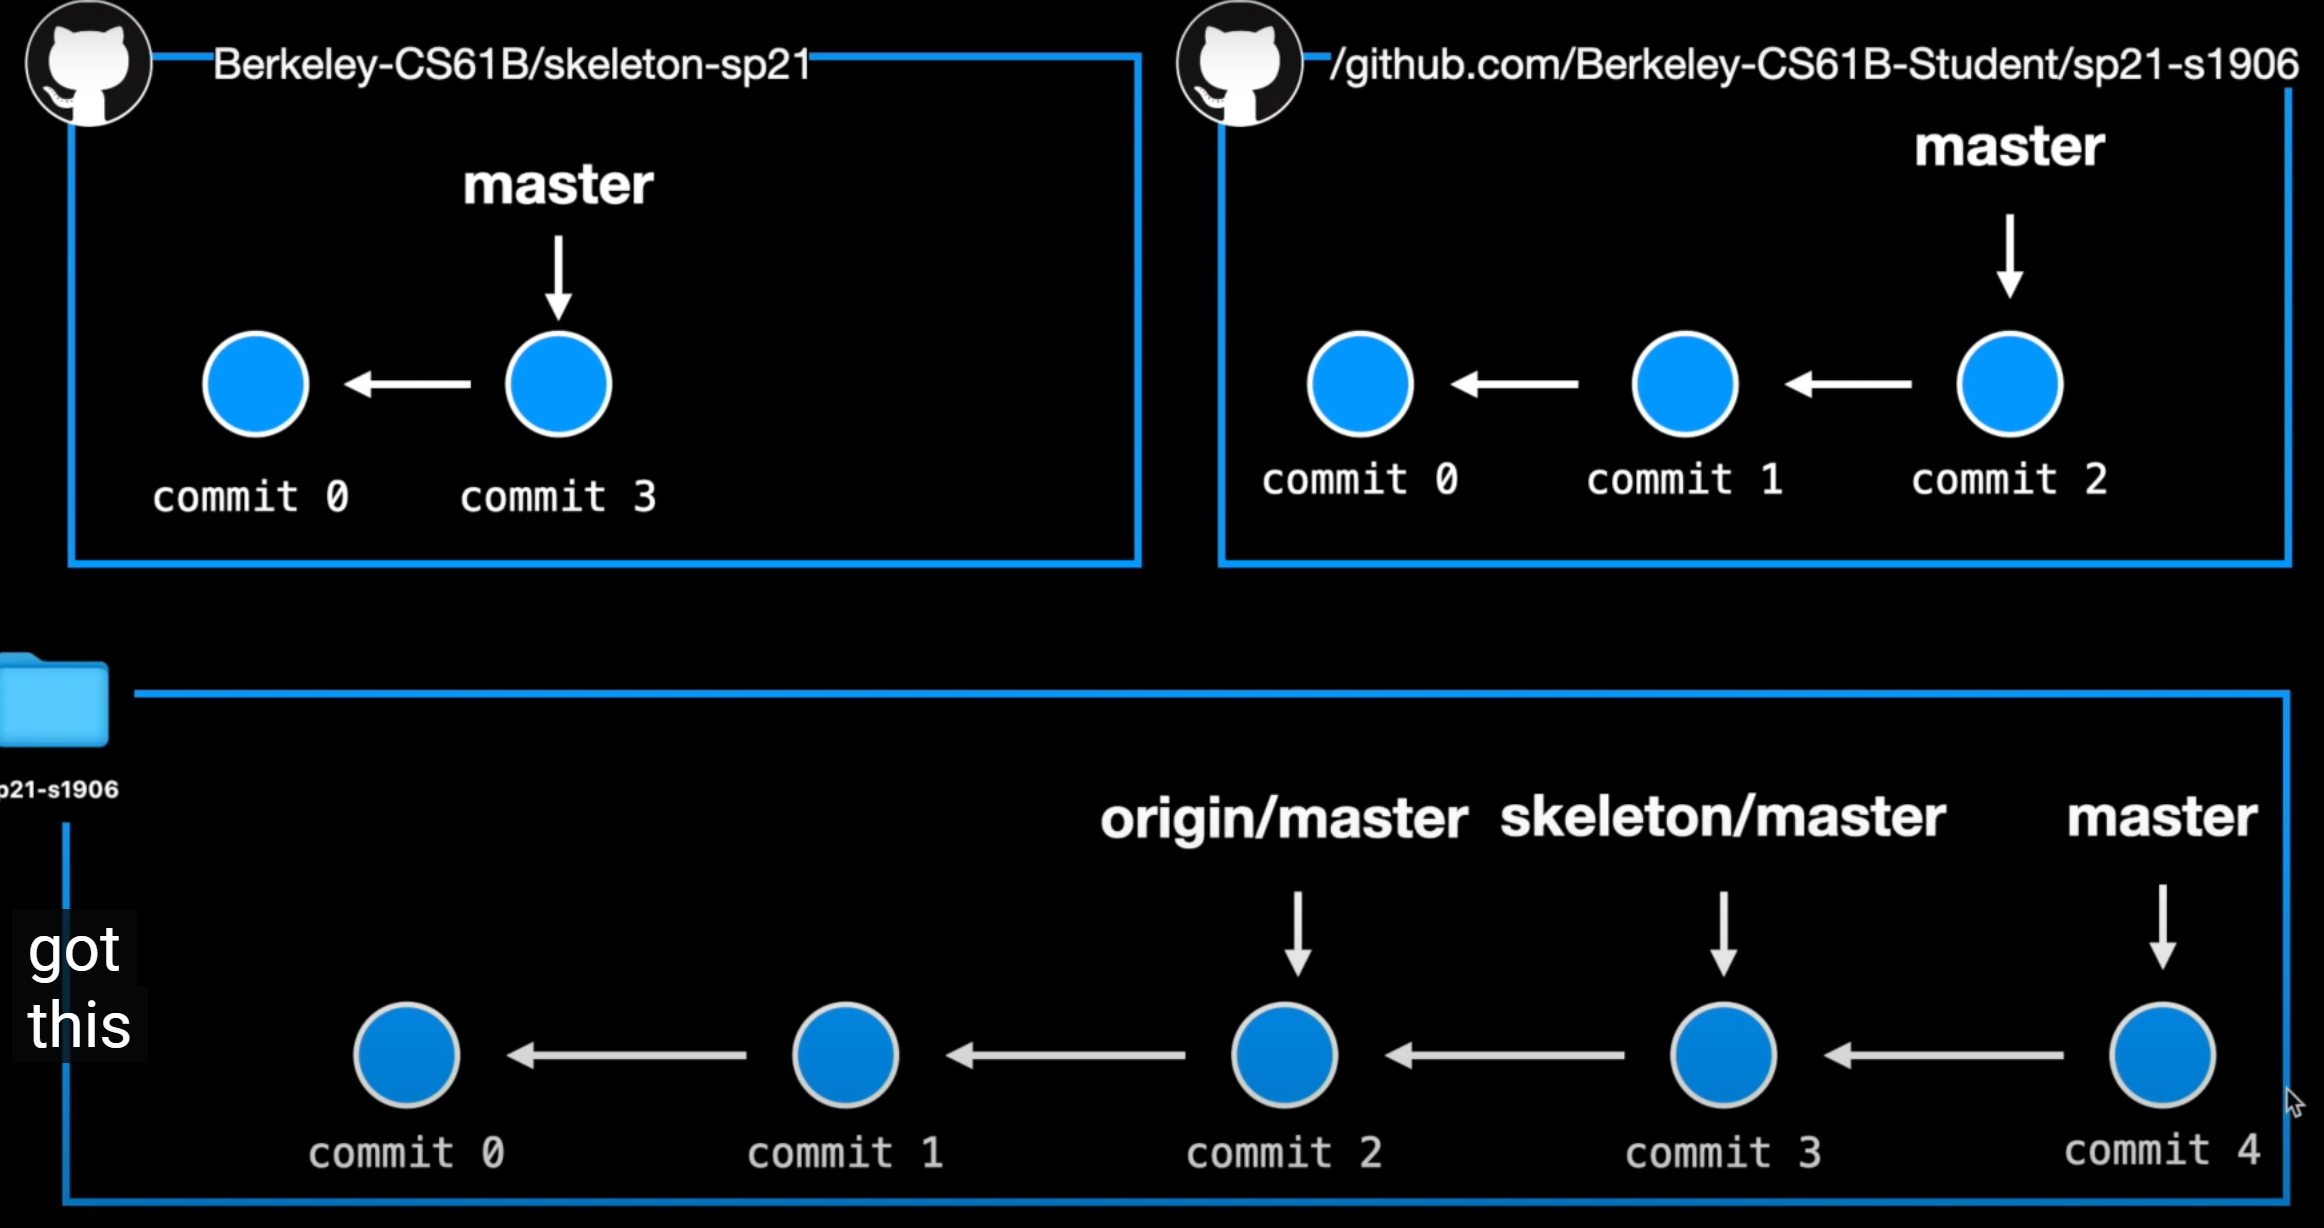 Berkeley-CS61B/skeleton-sp21
master
commit 0
commit 3
/github.com/Berkeley-CS61B-Student/sp21-s1906
master
commit 0
commit 1
commit 2
p21-s1906
origin/master
skeleton/master
master
got
this
commit 0
commit 1
commit 2
commit 3
commit 4